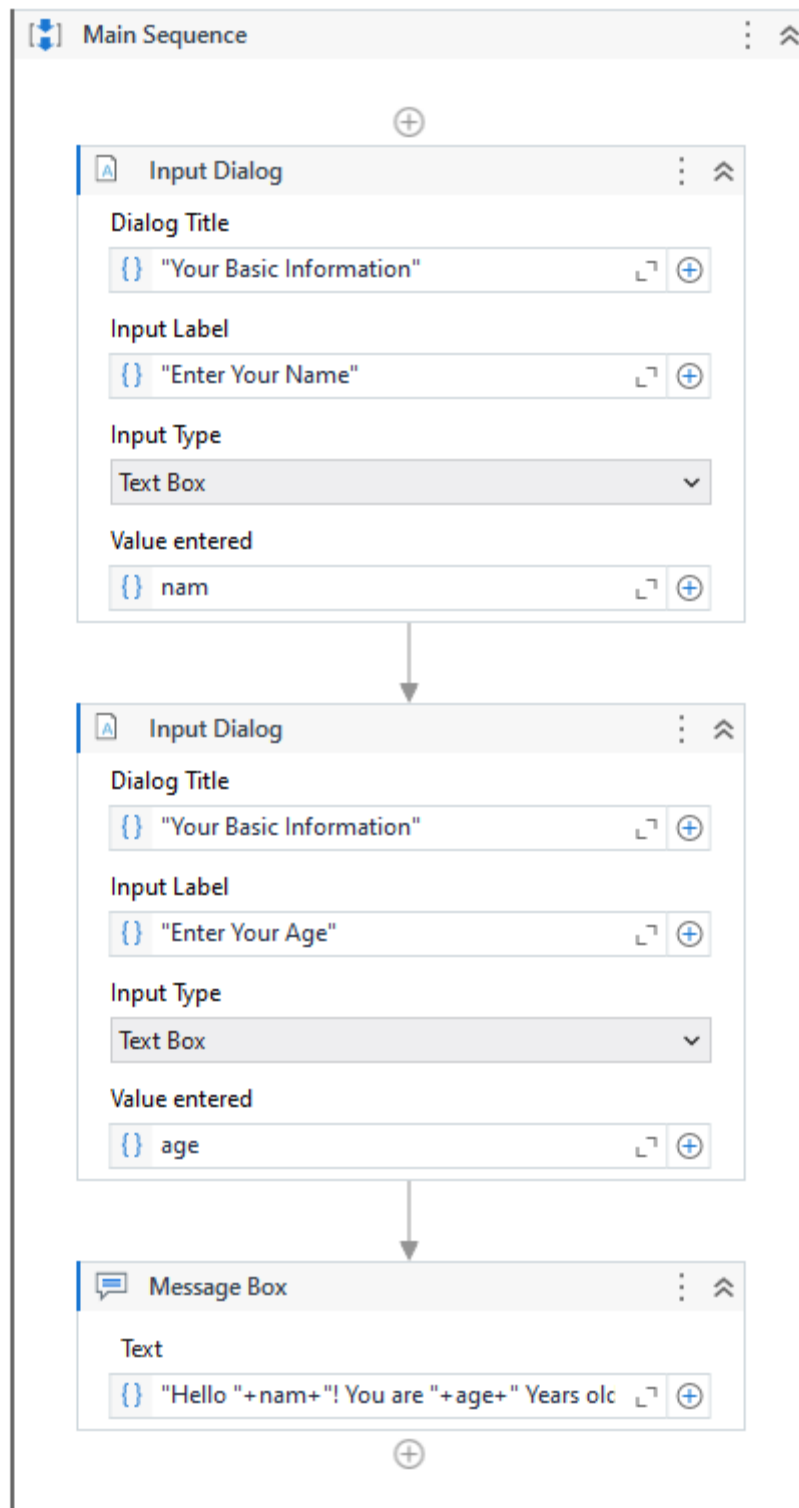 Main Sequence
Input Dialog
Dialog Title
{} "Your Basic Information"
Input Label
{} "Enter Your Name"
Input Type
Text Box
Value entered
{} nam
A Input Dialog
Dialog Title
{} "Your Basic Information"
Input Label
{} "Enter Your Age"
Input Type
Text Box
Value entered
{} age
Message Box
Text
{} "Hello "+nam+"! You are "+age+" Years